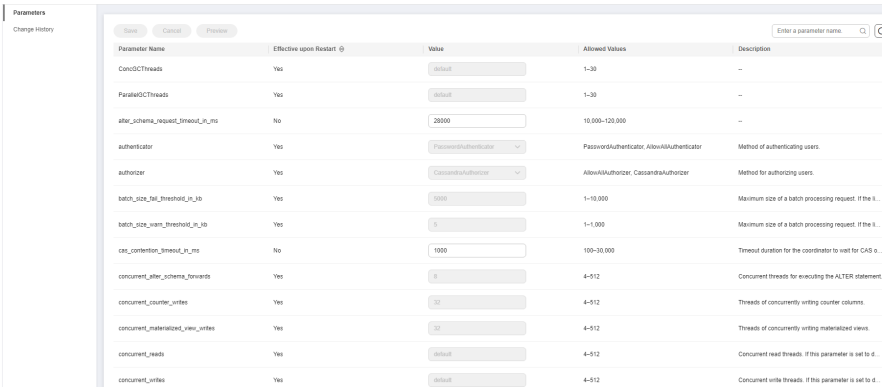 Parameters
Change History
Save Cancel Preview
Enter a parameter name.
Parameter Name Effective upon Restart Value Allowed Values Description
ConcGCThreads Yes default 1–30 --
ParallelGCThreads Yes default 1–30 --
alter_schema_request_timeout_in_ms No 28000 10,000–120,000 --
authenticator Yes PasswordAuthenticator PasswordAuthenticator, AllowAllAuthenticator Method of authenticating users.
authorizer Yes CassandraAuthorizer AllowAllAuthorizer, CassandraAuthorizer Method for authorizing users.
batch_size_fail_threshold_in_kb Yes 5000 1–10,000 Maximum size of a batch processing request. If the li...
batch_size_warn_threshold_in_kb Yes 5 1–1,000 Maximum size of a batch processing request. If the li...
cas_contention_timeout_in_ms No 1000 100–30,000 Timeout duration for the coordinator to wait for CAS o...
concurrent_alter_schema_forwards Yes 8 4–512 Concurrent threads for executing the ALTER statement
concurrent_counter_writes Yes 32 4–512 Threads of concurrently writing counter columns.
concurrent_materialized_view_writes Yes 32 4–512 Threads of concurrently writing materialized views.
concurrent_reads Yes default 4–512 Concurrent read threads. If this parameter is set to d...
concurrent_writes Yes default 4–512 Concurrent write threads. If this parameter is set to d...